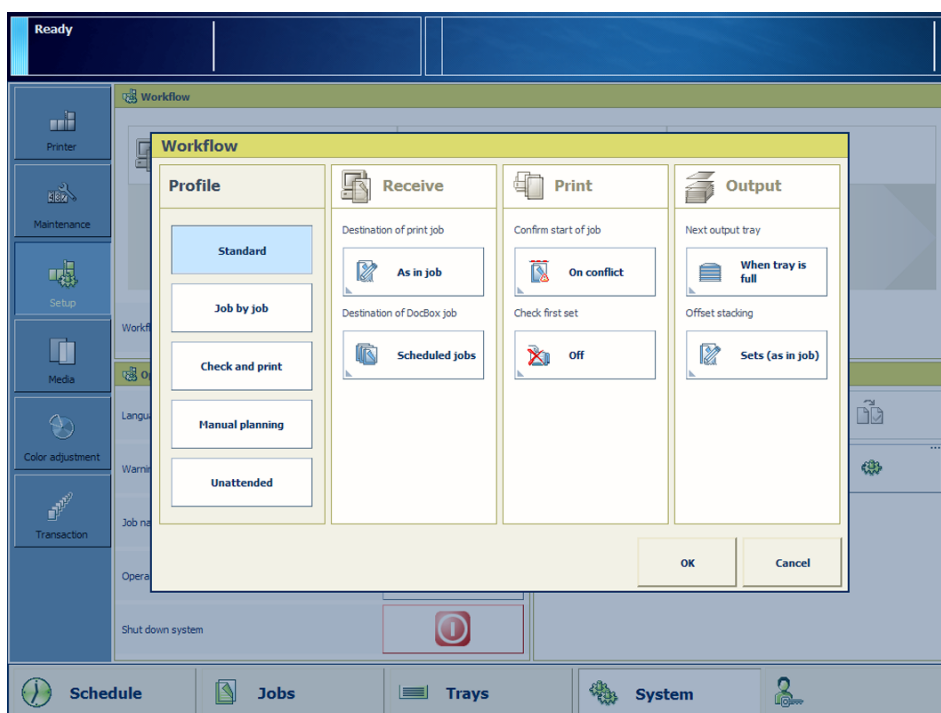 Ready
Workflow
Printer
Maintenance
Setup
Media
Color adjustment
Transaction
Workflow
Profile
Standard
Job by job
Check and print
Manual planning
Unattended
Receive
Destination of print job
As in job
Destination of DocBox job
Scheduled jobs
Print
Confirm start of job
On conflict
Check first set
Off
Output
Next output tray
When tray is
full
Offset stacking
Sets (as in job)
OK
Cancel
Shut down system
Schedule
Jobs
Trays
System